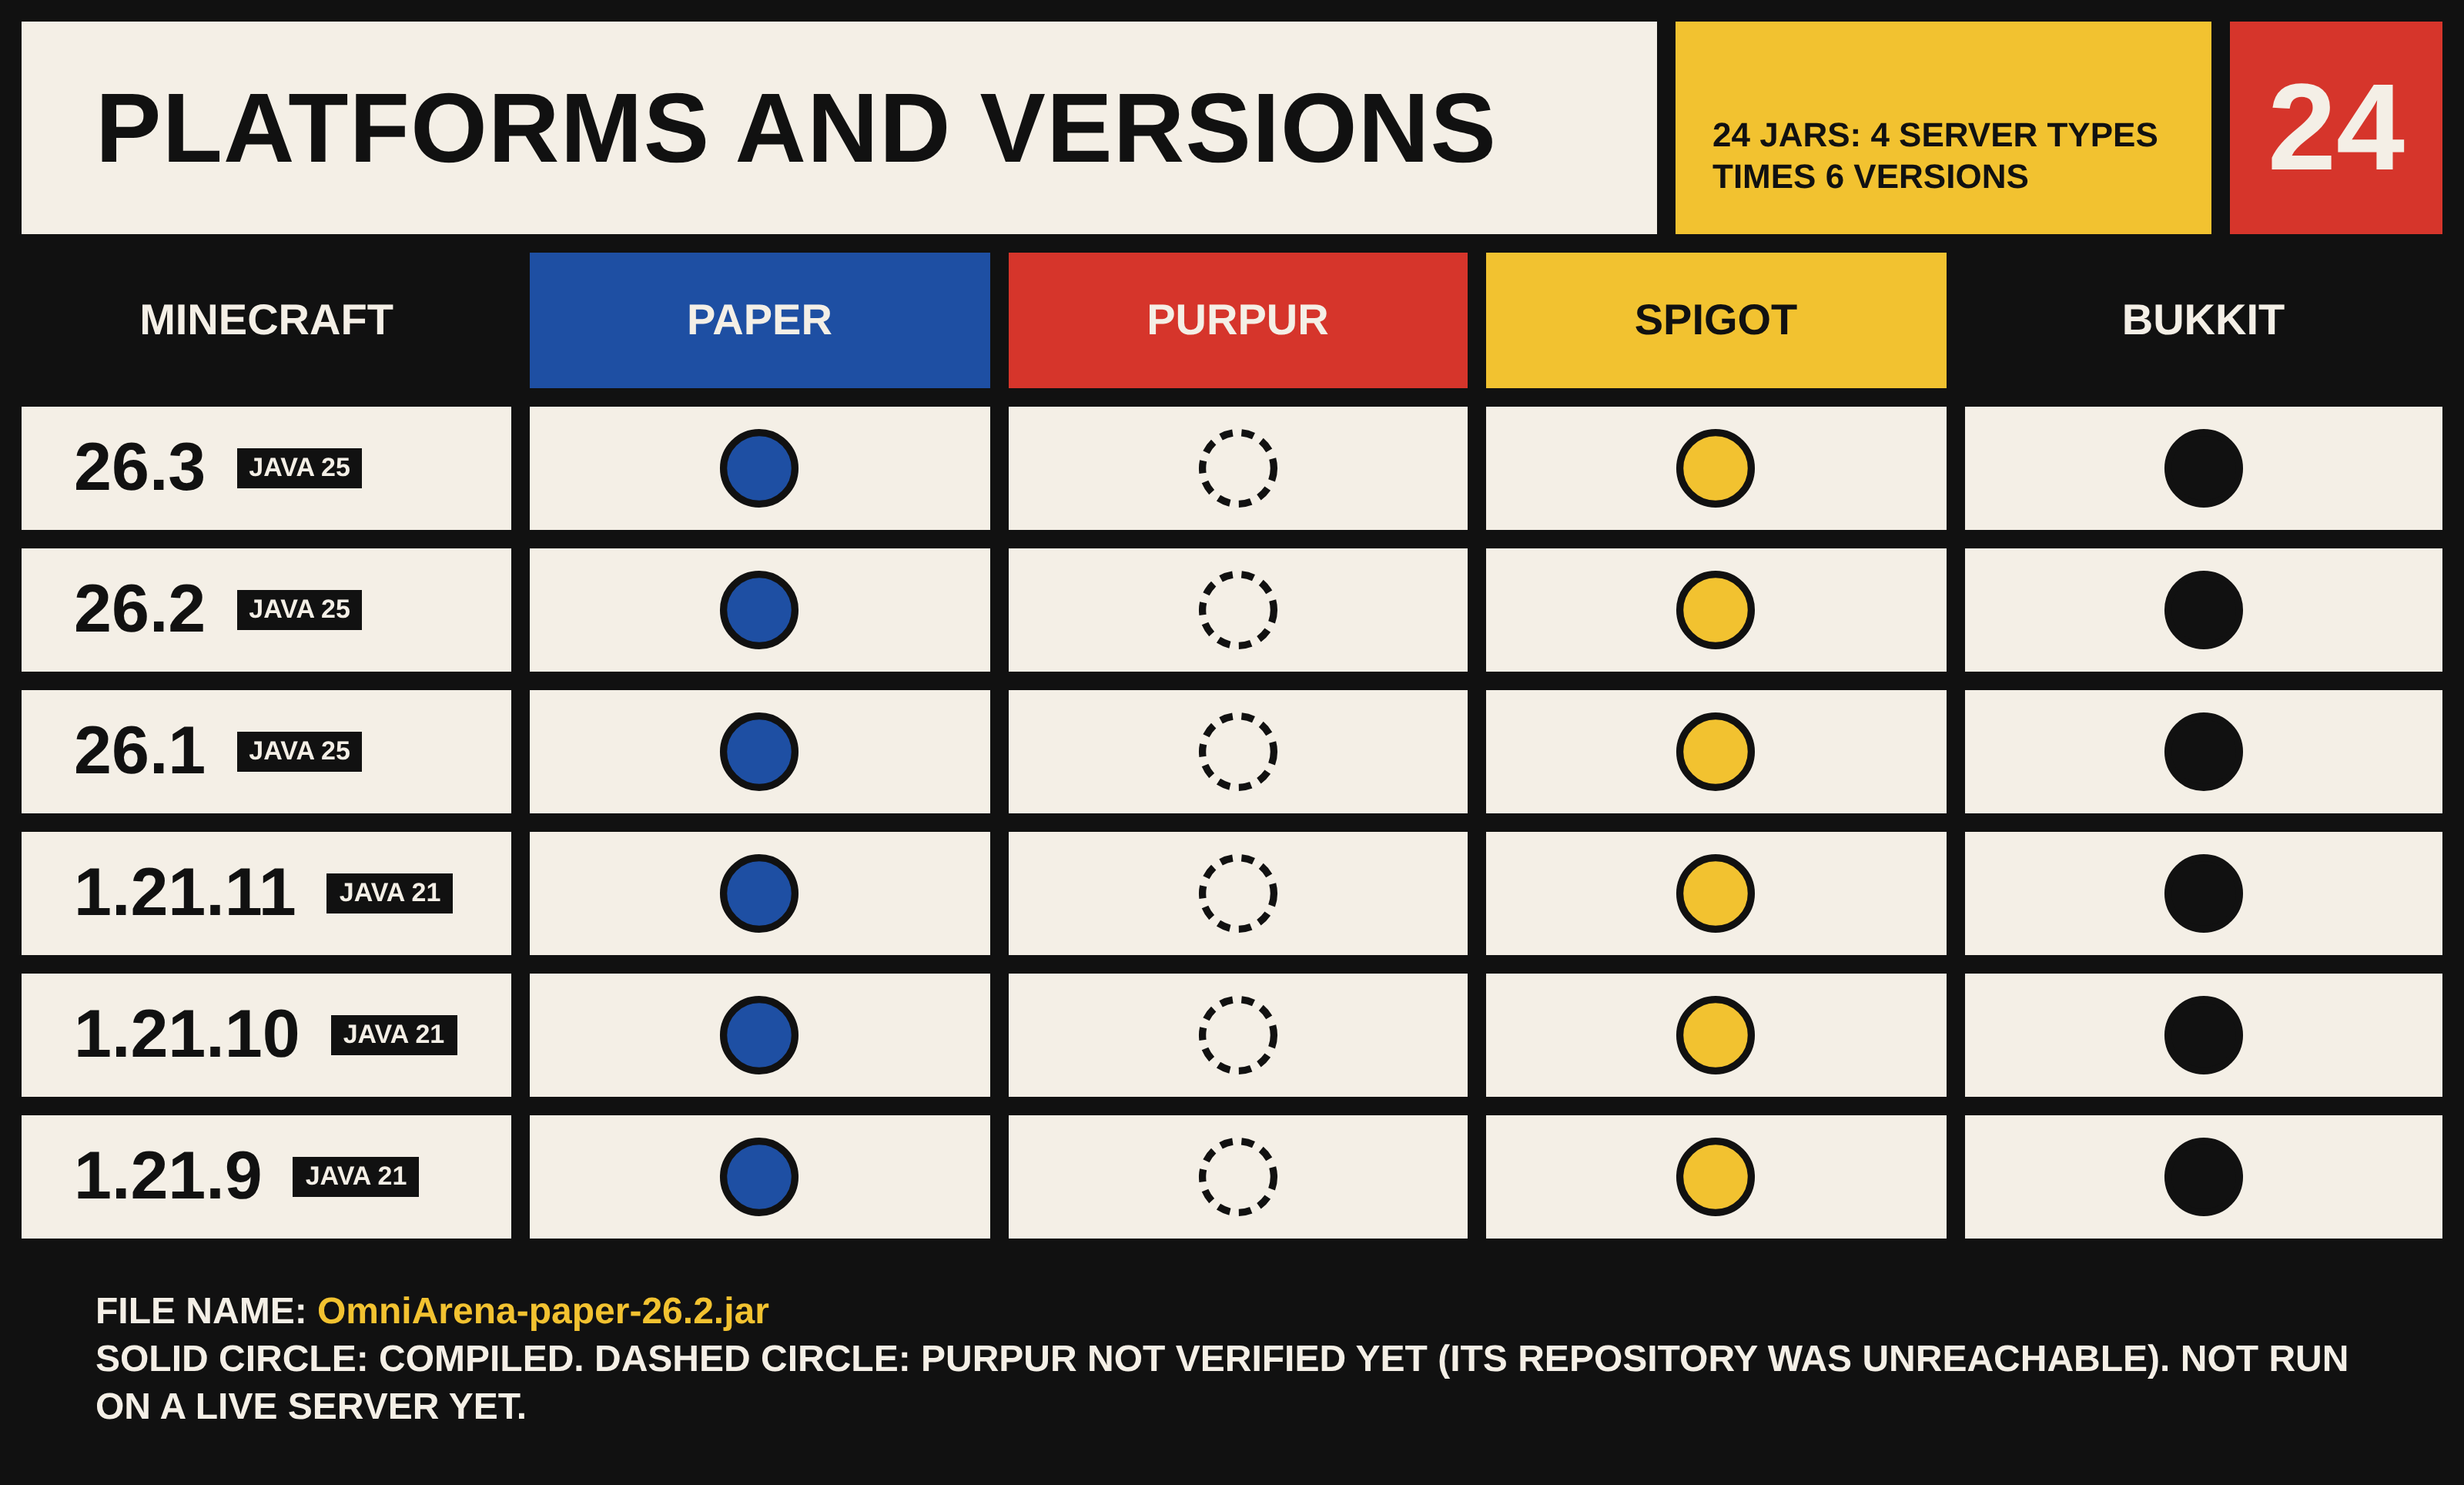 PLATFORMS AND VERSIONS
24 JARS: 4 SERVER TYPES
TIMES 6 VERSIONS
24
MINECRAFT PAPER PURPUR SPIGOT BUKKIT
26.3 JAVA 25
26.2 JAVA 25
26.1 JAVA 25
1.21.11 JAVA 21
1.21.10 JAVA 21
1.21.9 JAVA 21
FILE NAME: OmniArena-paper-26.2.jar
SOLID CIRCLE: COMPILED. DASHED CIRCLE: PURPUR NOT VERIFIED YET (ITS REPOSITORY WAS UNREACHABLE). NOT RUN
ON A LIVE SERVER YET.